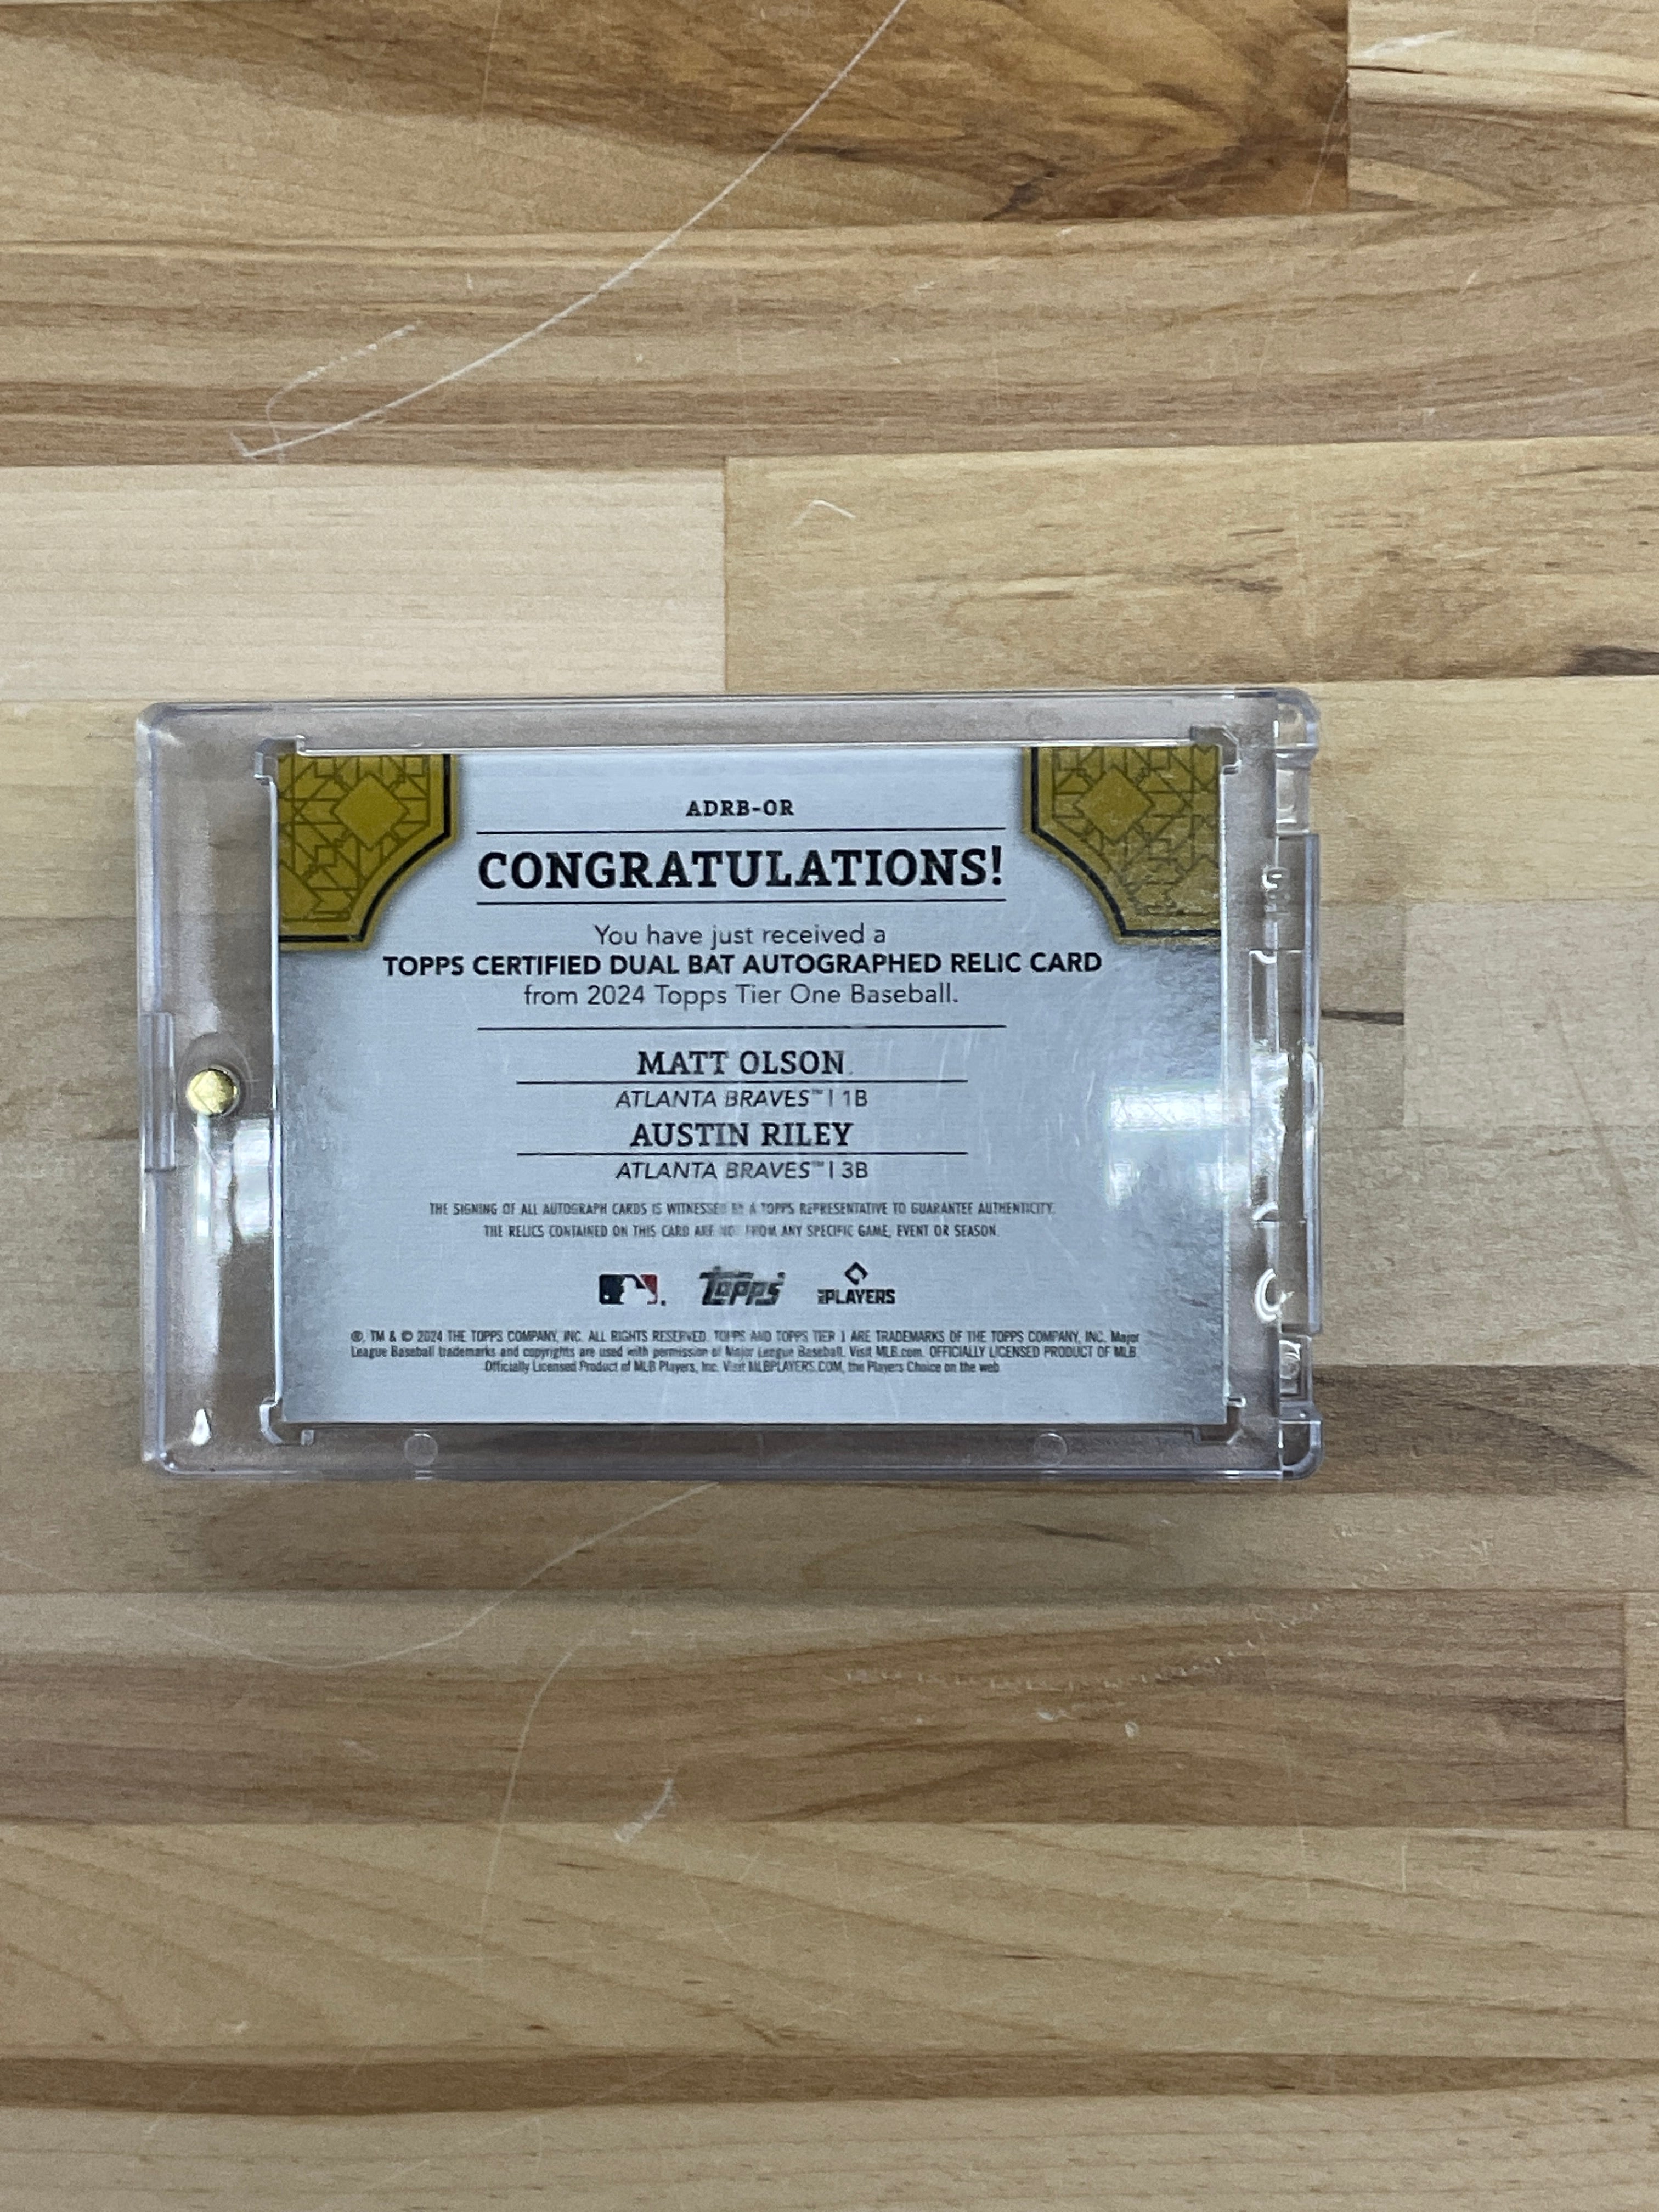 ADRB-OR
CONGRATULATIONS!
You have just received a
TOPPS CERTIFIED DUAL BAT AUTOGRAPHED RELIC CARD
from 2024 Topps Tier One Baseball.
MATT OLSON
ATLANTA BRAVES™ | 1B
AUSTIN RILEY
ATLANTA BRAVES™ | 3B
THE SIGNING OF ALL AUTOGRAPH CARDS IS WITNESSED BY A TOPPS REPRESENTATIVE TO GUARANTEE AUTHENTICITY.
THE RELICS CONTAINED ON THIS CARD ARE NOT FROM ANY SPECIFIC GAME, EVENT OR SEASON.
Topps
PLAYERS
®, TM & © 2024 THE TOPPS COMPANY, INC. ALL RIGHTS RESERVED. TOPPS AND TOPPS TIER 1 ARE TRADEMARKS OF THE TOPPS COMPANY, INC. Major
League Baseball trademarks and copyrights are used with permission of Major League Baseball. Visit MLB.com. OFFICIALLY LICENSED PRODUCT OF MLB
Officially Licensed Product of MLB Players, Inc. Visit MLBPLAYERS.COM, the Players Choice on the web